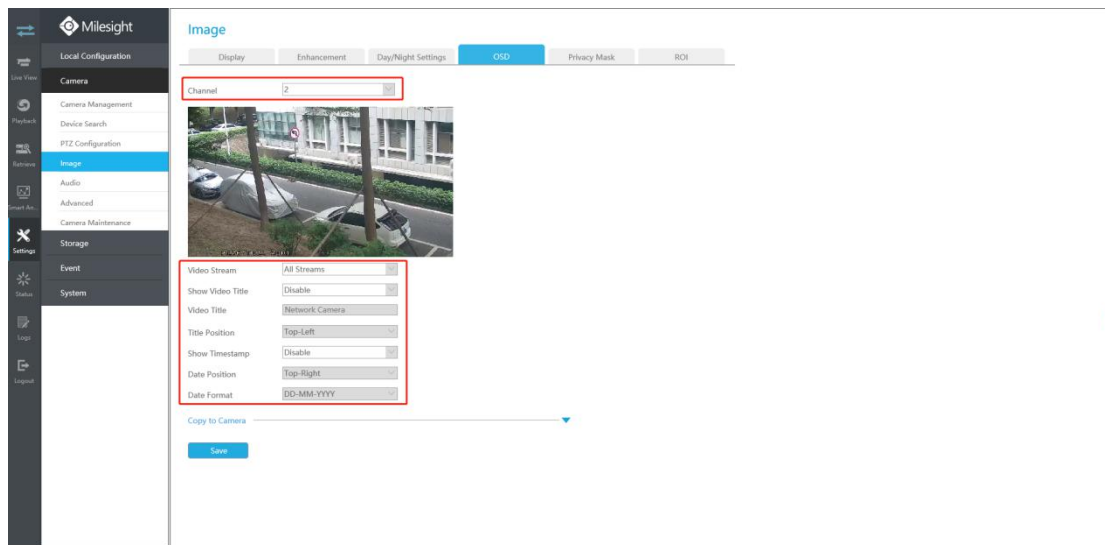 Milesight
Image
Local Configuration
Display
Enhancement
Day/Night Settings
OSD
Privacy Mask
ROI
Live View
Camera
Channel
2
Playback
Camera Management
Device Search
PTZ Configuration
Retrieve
Image
Audio
Smart An...
Advanced
Camera Maintenance
Settings
Storage
Event
Status
System
Logs
Logout
Video Stream
All Streams
Show Video Title
Disable
Video Title
Network Camera
Title Position
Top-Left
Show Timestamp
Disable
Date Position
Top-Right
Date Format
DD-MM-YYYY
Copy to Camera
Save